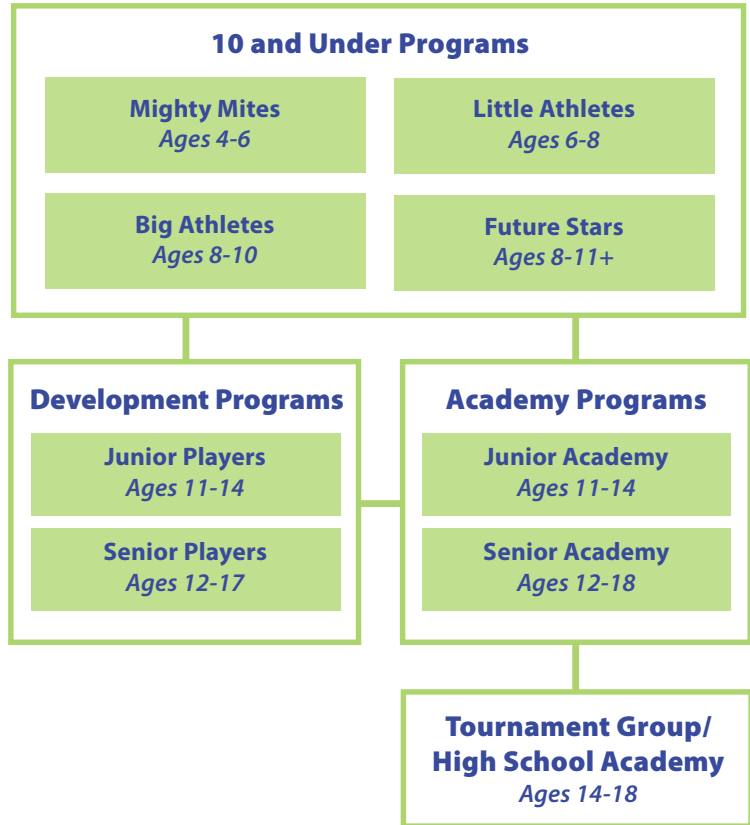 10 and Under Programs
Mighty Mites
Ages 4-6
Little Athletes
Ages 6-8
Big Athletes
Ages 8-10
Future Stars
Ages 8-11+
Development Programs
Junior Players
Ages 11-14
Senior Players
Ages 12-17
Academy Programs
Junior Academy
Ages 11-14
Senior Academy
Ages 12-18
Tournament Group/
High School Academy
Ages 14-18